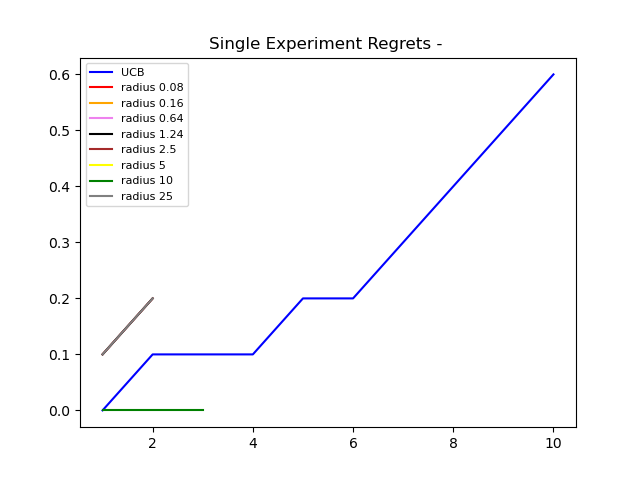 Single Experiment Regrets -
UCB
radius 0.08
radius 0.16
radius 0.64
radius 1.24
radius 2.5
radius 5
radius 10
radius 25
0.6
0.5
0.4
0.3
0.2
0.1
0.0
2 4 6 8 10